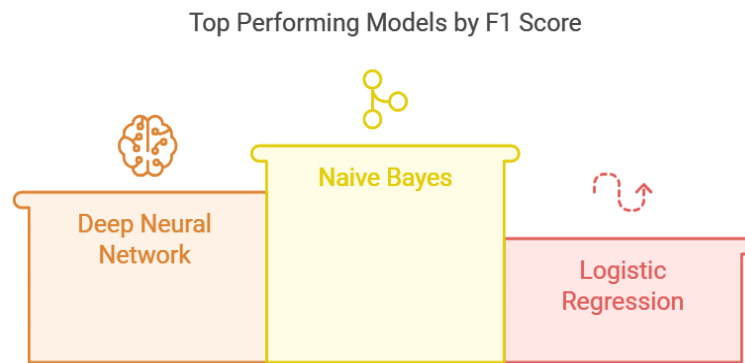 Top Performing Models by F1 Score
Naive Bayes
Deep Neural
Network
Logistic
Regression